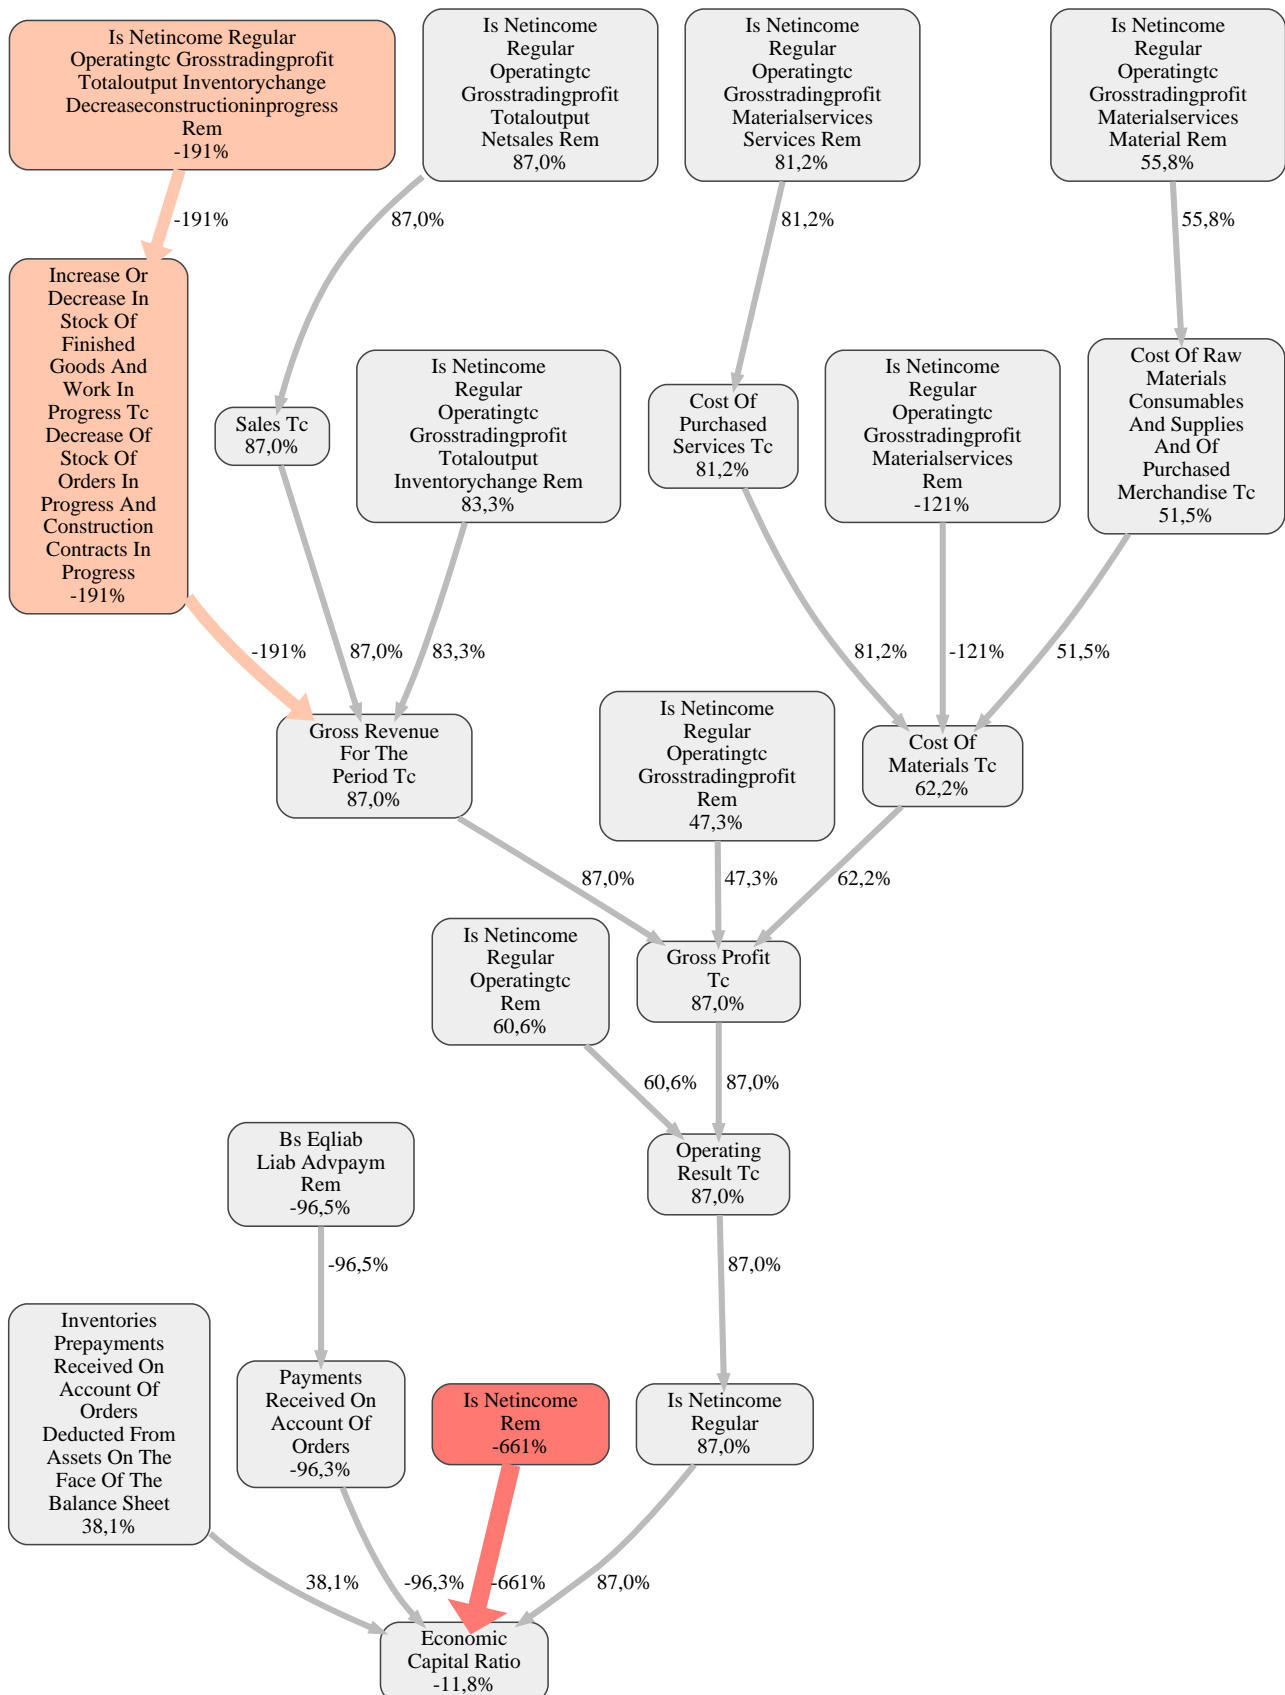 Is Netincome Regular
Operatingtc Grosstradingprofit
Totaloutput Inventorychange
Decreaseconstructioninprogress
Rem
-191%
Is Netincome
Regular
Operatingtc
Grosstradingprofit
Totaloutput
Netsales Rem
87,0%
Is Netincome
Regular
Operatingtc
Grosstradingprofit
Materialservices
Services Rem
81,2%
Is Netincome
Regular
Operatingtc
Grosstradingprofit
Materialservices
Material Rem
55,8%
-191%
87,0%
81,2%
55,8%
Increase Or
Decrease In
Stock Of
Finished
Goods And
Work In
Progress Tc
Decrease Of
Stock Of
Orders In
Progress And
Construction
Contracts In
Progress
-191%
Sales Tc
87,0%
Is Netincome
Regular
Operatingtc
Grosstradingprofit
Totaloutput
Inventorychange Rem
83,3%
Cost Of
Purchased
Services Tc
81,2%
Is Netincome
Regular
Operatingtc
Grosstradingprofit
Materialservices
Rem
-121%
Cost Of Raw
Materials
Consumables
And Supplies
And Of
Purchased
Merchandise Tc
51,5%
-191%
87,0%
83,3%
81,2%
-121%
51,5%
Gross Revenue
For The
Period Tc
87,0%
Is Netincome
Regular
Operatingtc
Grosstradingprofit
Rem
47,3%
Cost Of
Materials Tc
62,2%
87,0%
47,3%
62,2%
Is Netincome
Regular
Operatingtc
Rem
60,6%
Gross Profit
Tc
87,0%
60,6%
87,0%
Bs Eqliab
Liab Advpaym
Rem
-96,5%
Operating
Result Tc
87,0%
-96,5%
87,0%
Inventories
Prepayments
Received On
Account Of
Orders
Deducted From
Assets On The
Face Of The
Balance Sheet
38,1%
Payments
Received On
Account Of
Orders
-96,3%
Is Netincome
Rem
-661%
Is Netincome
Regular
87,0%
38,1%
-96,3%
-661%
87,0%
Economic
Capital Ratio
-11,8%